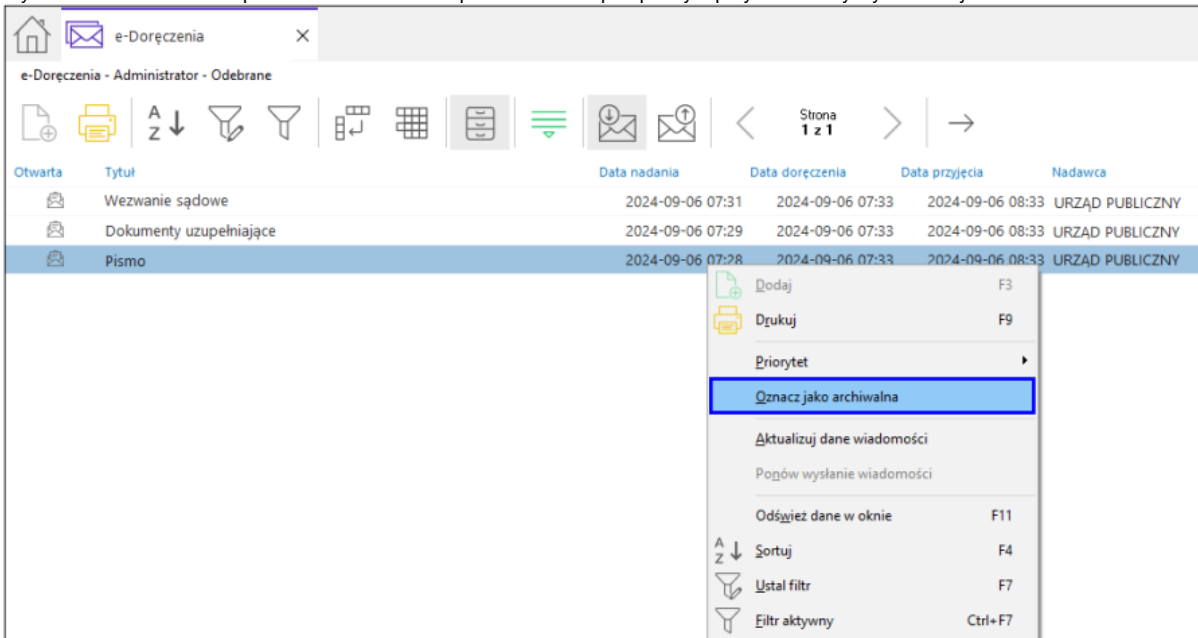 e-Doręczenia
e-Doręczenia - Administrator - Odebrane
A
Z
Strona
1 z 1
Otwarta Tytuł Data nadania Data doręczenia Data przyjęcia Nadawca
Wezwanie sądowe 2024-09-06 07:31 2024-09-06 07:33 2024-09-06 08:33 URZĄD PUBLICZNY
Dokumenty uzupełniające 2024-09-06 07:29 2024-09-06 07:33 2024-09-06 08:33 URZĄD PUBLICZNY
Pismo 2024-09-06 07:28 2024-09-06 07:33 2024-09-06 08:33 URZĄD PUBLICZNY
Dodaj F3
Drukuj F9
Priorytet
Oznacz jako archiwalna
Aktualizuj dane wiadomości
Ponów wysłanie wiadomości
Odśwież dane w oknie F11
A
Z
Sortuj F4
Ustal filtr F7
Filtr aktywny Ctrl+F7